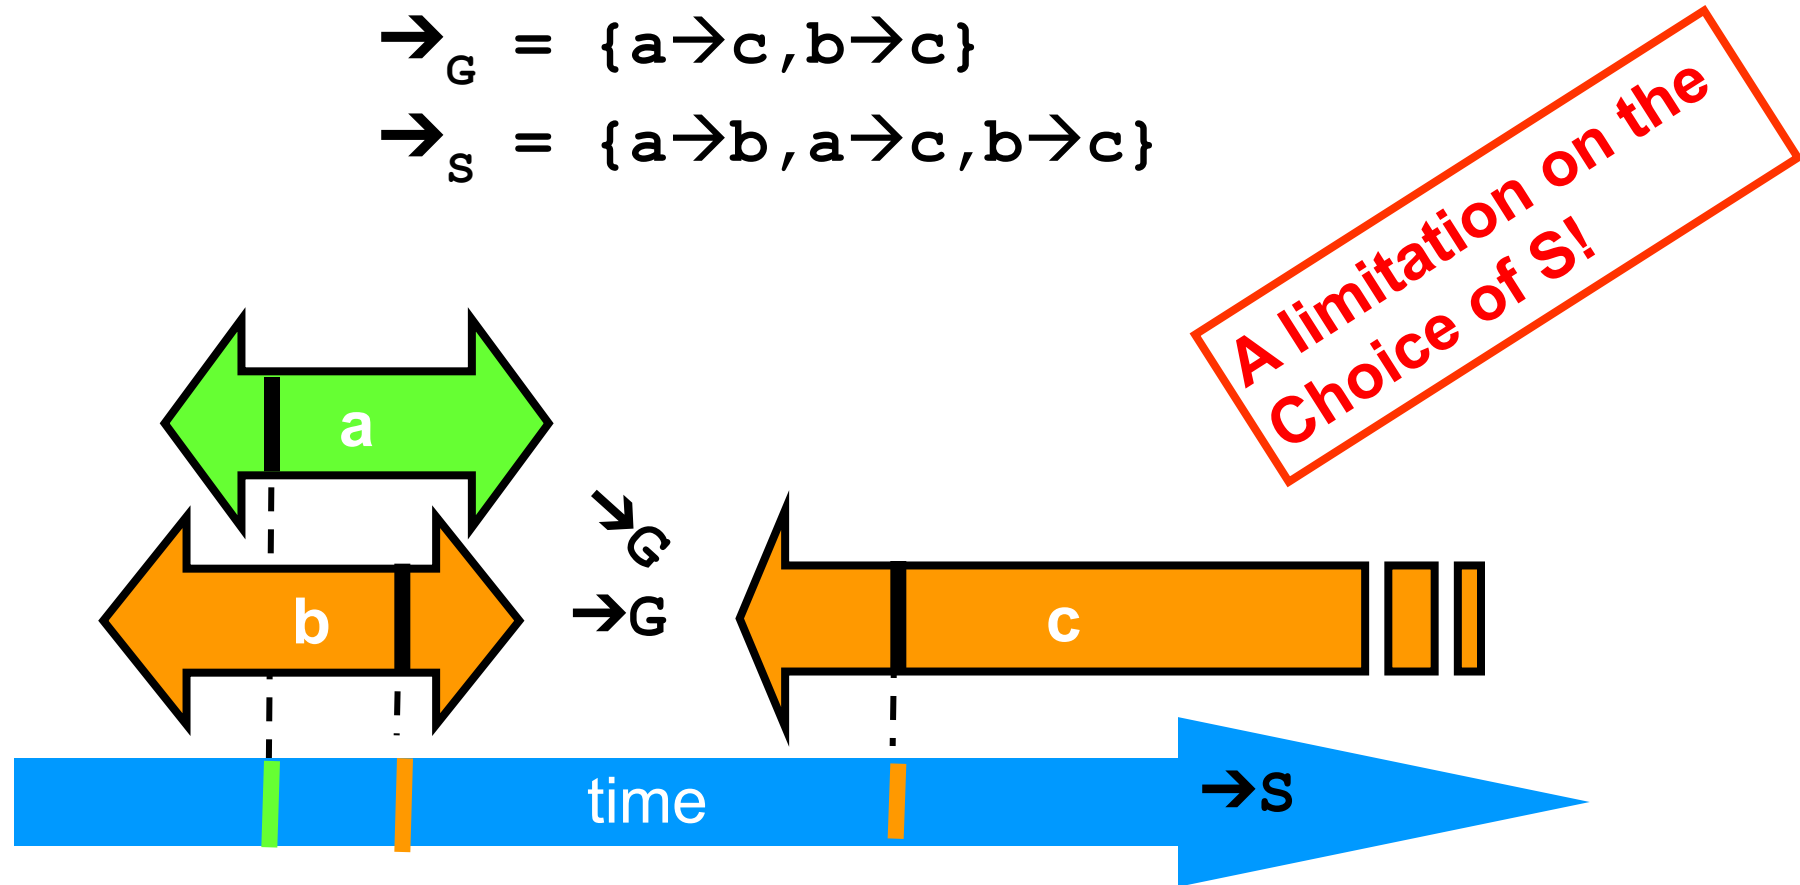 →G = {a→c,b→c}
→S = {a→b,a→c,b→c}
A limitation on the
Choice of S!
a
→G
b
→G
c
time
→S